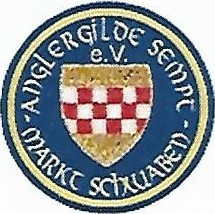 -ANGLERGILDE SEMPT-
e.V.
MARKT SCHWABEN